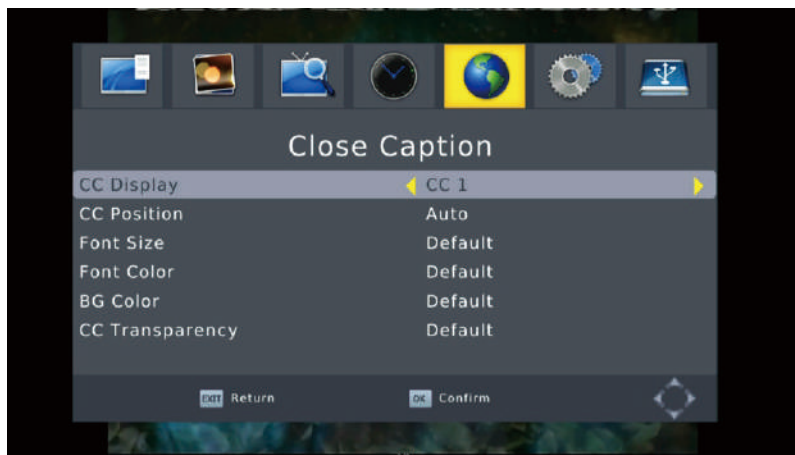 Close Caption
CC Display CC 1
CC Position Auto
Font Size Default
Font Color Default
BG Color Default
CC Transparency Default
EXIT Return OK Confirm